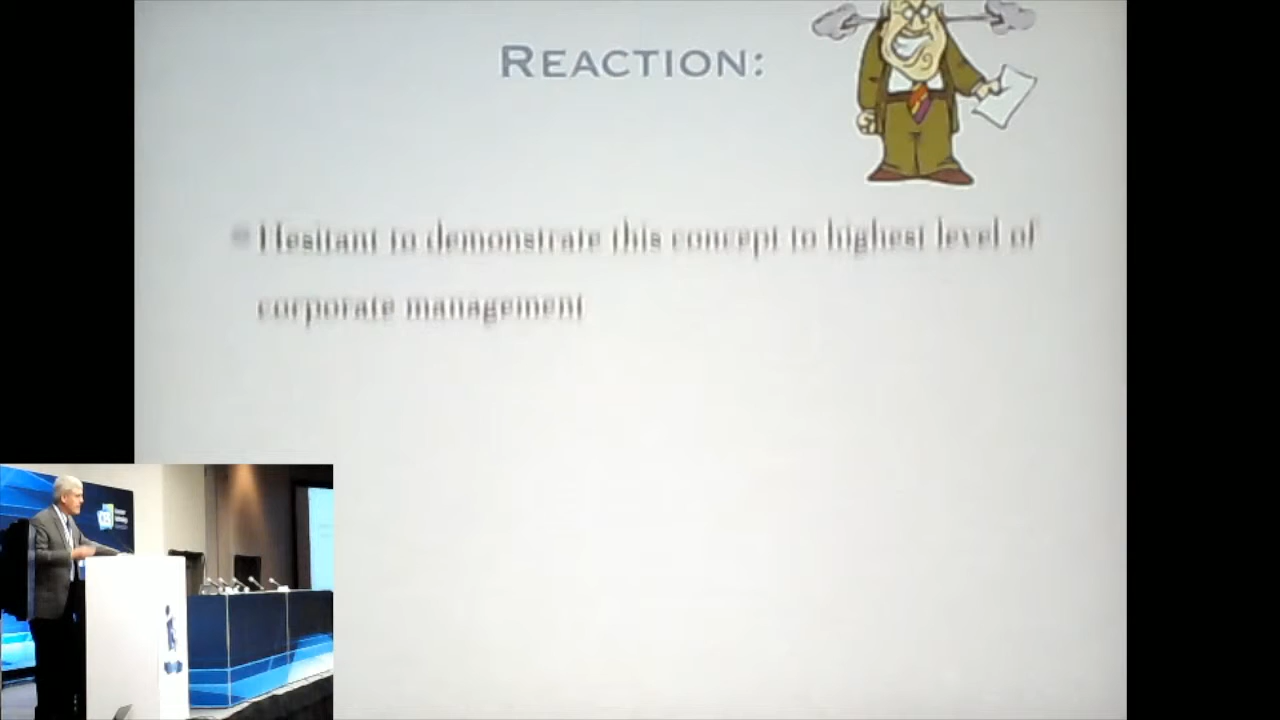 REACTION:
Hesitant to demonstrate this concept to highest level of
corporate management